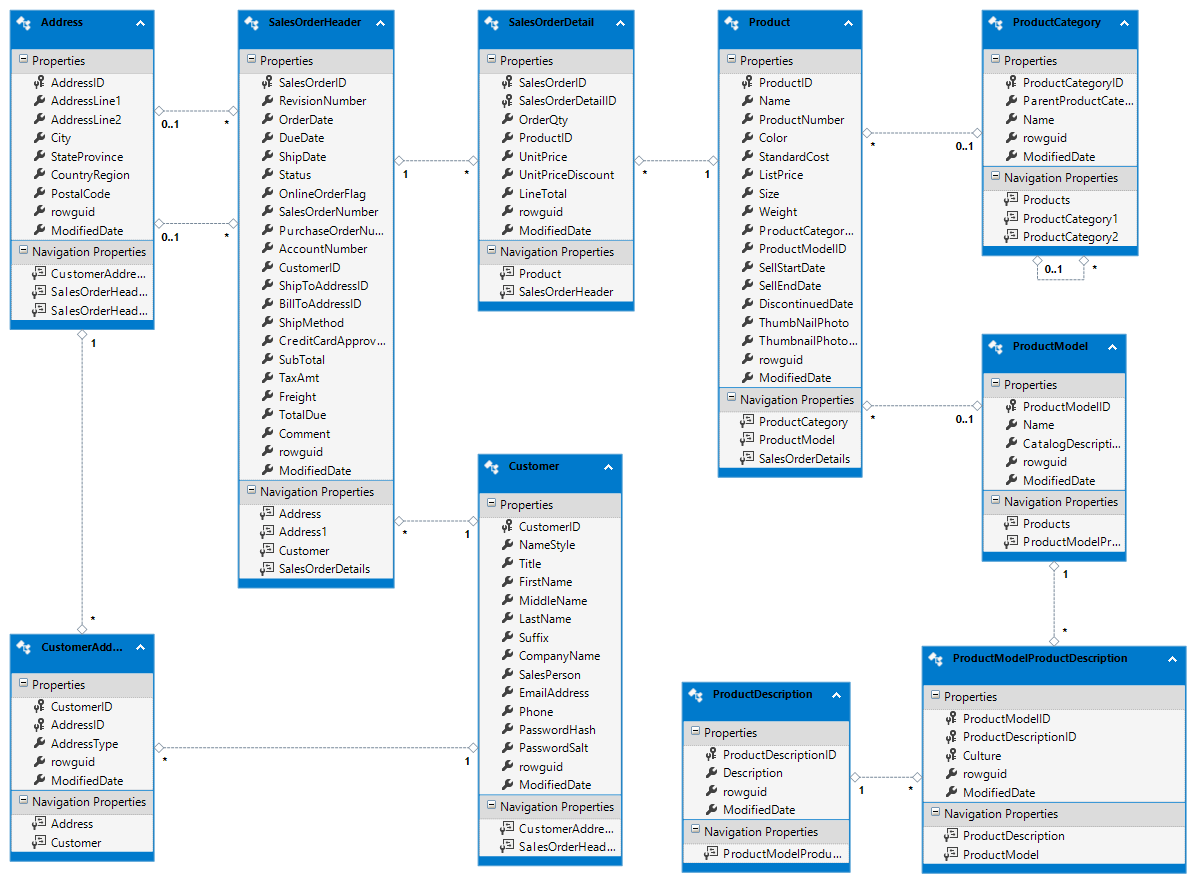 Address
Properties
AddressID
AddressLine1
AddressLine2
City
StateProvince
CountryRegion
PostalCode
rowguid
ModifiedDate
Navigation Properties
CustomerAddre...
SalesOrderHead...
SalesOrderHead...
SalesOrderHeader
Properties
SalesOrderID
RevisionNumber
OrderDate
DueDate
ShipDate
Status
OnlineOrderFlag
SalesOrderNumber
PurchaseOrderNu...
AccountNumber
CustomerID
ShipToAddressID
BillToAddressID
ShipMethod
CreditCardApprov...
SubTotal
TaxAmt
Freight
TotalDue
Comment
rowguid
ModifiedDate
Navigation Properties
Address
Address1
Customer
SalesOrderDetails
SalesOrderDetail
Properties
SalesOrderID
SalesOrderDetailID
OrderQty
ProductID
UnitPrice
UnitPriceDiscount
LineTotal
rowguid
ModifiedDate
Navigation Properties
Product
SalesOrderHeader
Product
Properties
ProductID
Name
ProductNumber
Color
StandardCost
ListPrice
Size
Weight
ProductCategor...
ProductModelID
SellStartDate
SellEndDate
DiscontinuedDate
ThumbNailPhoto
ThumbnailPhoto...
rowguid
ModifiedDate
Navigation Properties
ProductCategory
ProductModel
SalesOrderDetails
ProductCategory
Properties
ProductCategoryID
ParentProductCate...
Name
rowguid
ModifiedDate
Navigation Properties
Products
ProductCategory1
ProductCategory2
0..1 *
0..1 *
1 *
* 1
* 0..1
0..1 *
* 0..1
1
*
* 1
* 1
1
*
1 *
ProductModel
Properties
ProductModelID
Name
CatalogDescripti...
rowguid
ModifiedDate
Navigation Properties
Products
ProductModelPr...
Customer
Properties
CustomerID
NameStyle
Title
FirstName
MiddleName
LastName
Suffix
CompanyName
SalesPerson
EmailAddress
Phone
PasswordHash
PasswordSalt
rowguid
ModifiedDate
Navigation Properties
CustomerAddre...
SalesOrderHead...
CustomerAdd...
Properties
CustomerID
AddressID
AddressType
rowguid
ModifiedDate
Navigation Properties
Address
Customer
ProductDescription
Properties
ProductDescriptionID
Description
rowguid
ModifiedDate
Navigation Properties
ProductModelProdu...
ProductModelProductDescription
Properties
ProductModelID
ProductDescriptionID
Culture
rowguid
ModifiedDate
Navigation Properties
ProductDescription
ProductModel